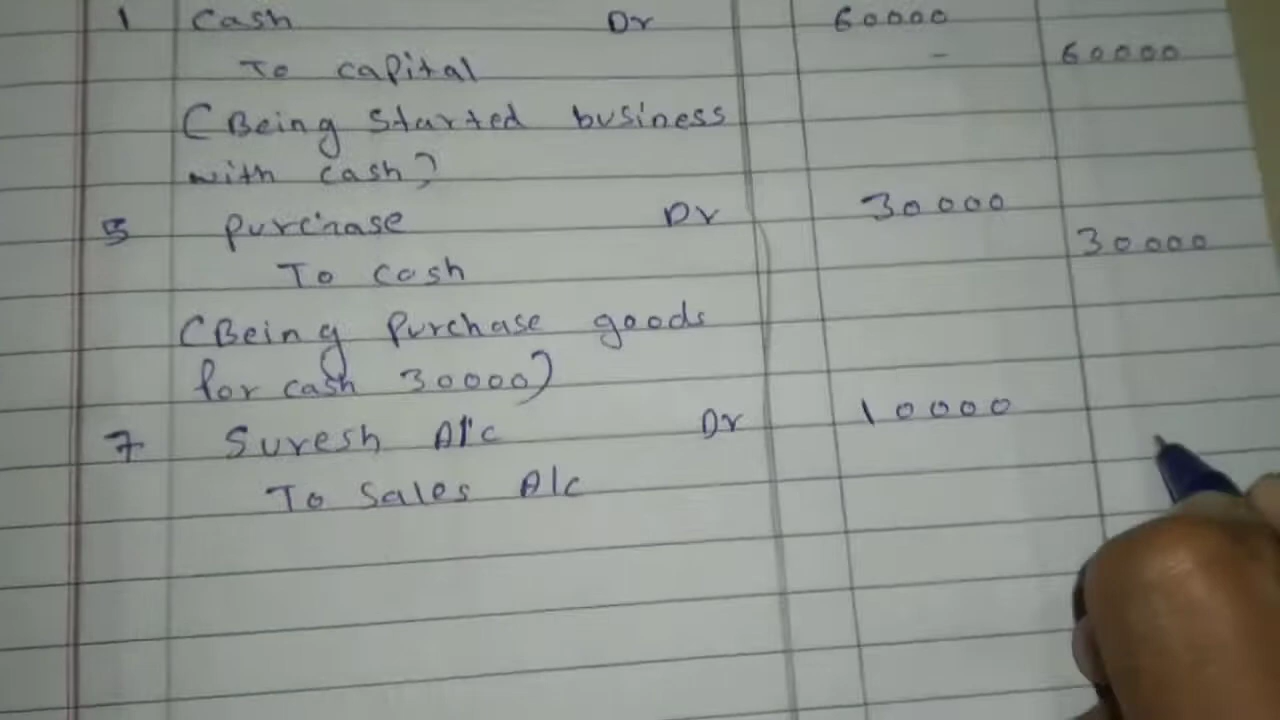 1 Cash Dr 60000
To capital - 60000
(Being started business
with cash)
5 purchase Dr 30000
To cash 30000
(Being Purchase goods
for cash 30000)
7 Suresh A/c Dr 10000
To Sales A/c